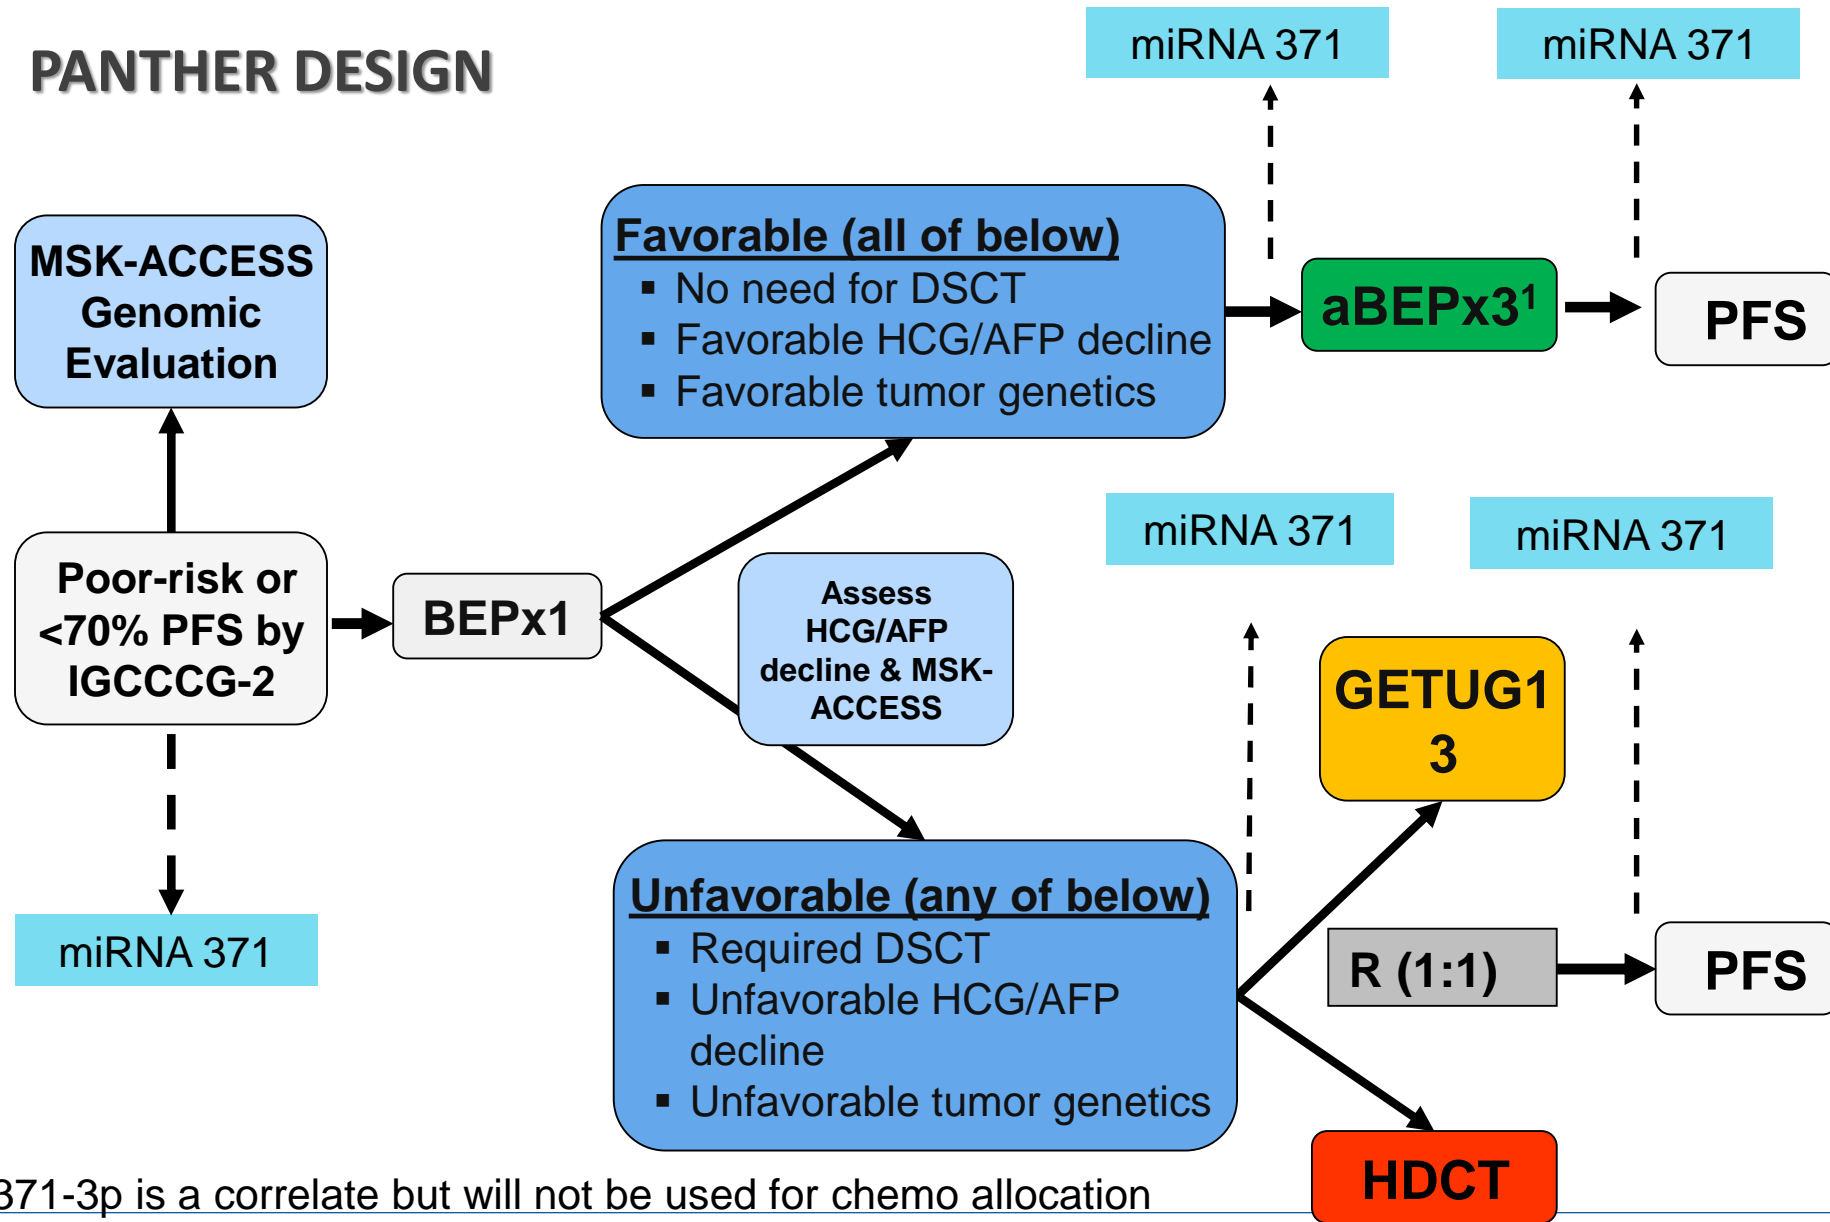 PANTHER DESIGN
miRNA 371
miRNA 371
MSK-ACCESS
Genomic
Evaluation
Favorable (all of below)
▪ No need for DSCT
▪ Favorable HCG/AFP decline
▪ Favorable tumor genetics
aBEPx3¹
PFS
Poor-risk or
<70% PFS by
IGCCCG-2
BEPx1
Assess
HCG/AFP
decline & MSK-
ACCESS
miRNA 371
miRNA 371
GETUG1
3
miRNA 371
Unfavorable (any of below)
▪ Required DSCT
▪ Unfavorable HCG/AFP
decline
▪ Unfavorable tumor genetics
R (1:1)
PFS
HDCT
371-3p is a correlate but will not be used for chemo allocation